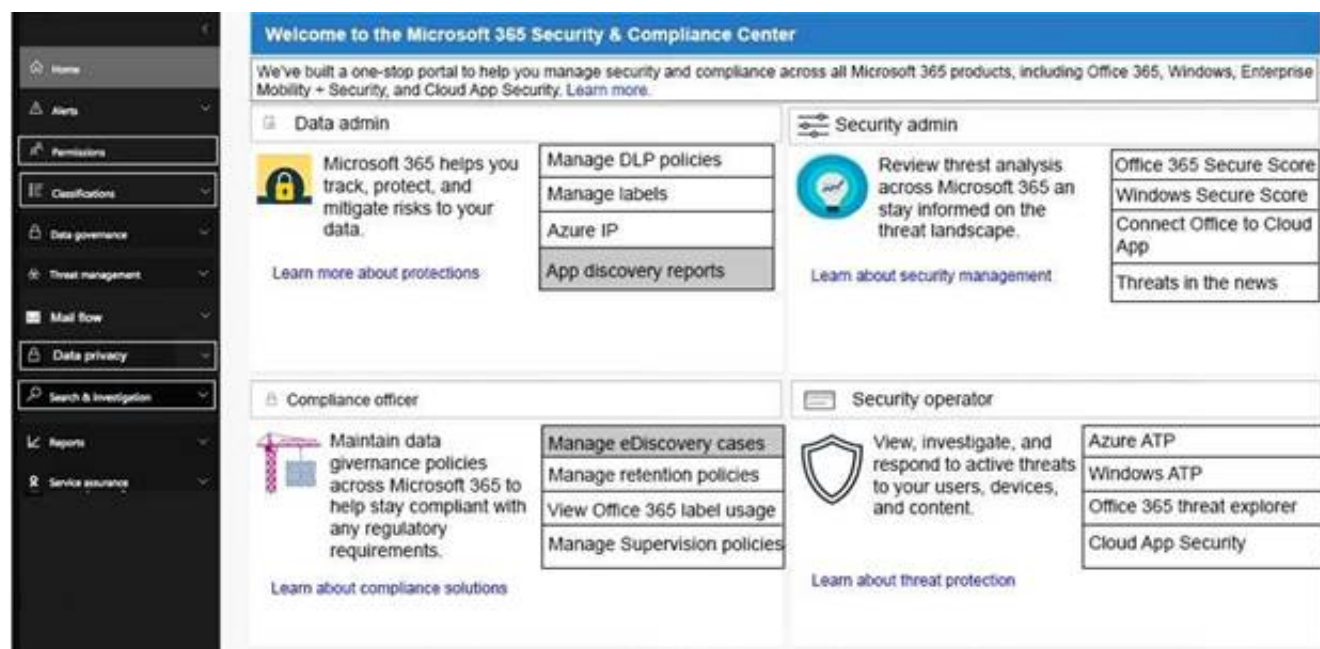 Home
Alerts
Permissions
Classifications
Data governance
Threat management
Mail flow
Data privacy
Search & investigation
Reports
Service assurance
Welcome to the Microsoft 365 Security & Compliance Center
We've built a one-stop portal to help you manage security and compliance across all Microsoft 365 products, including Office 365, Windows, Enterprise
Mobility + Security, and Cloud App Security. Learn more.
Data admin
Microsoft 365 helps you
track, protect, and
mitigate risks to your
data.
Learn more about protections
Manage DLP policies
Manage labels
Azure IP
App discovery reports
Security admin
Review threst analysis
across Microsoft 365 an
stay informed on the
threat landscape.
Learn about security management
Office 365 Secure Score
Windows Secure Score
Connect Office to Cloud
App
Threats in the news
Compliance officer
Maintain data
givernance policies
across Microsoft 365 to
help stay compliant with
any regulatory
requirements.
Learn about compliance solutions
Manage eDiscovery cases
Manage retention policies
View Office 365 label usage
Manage Supervision policies
Security operator
View, investigate, and
respond to active threats
to your users, devices,
and content.
Learn about threat protection
Azure ATP
Windows ATP
Office 365 threat explorer
Cloud App Security